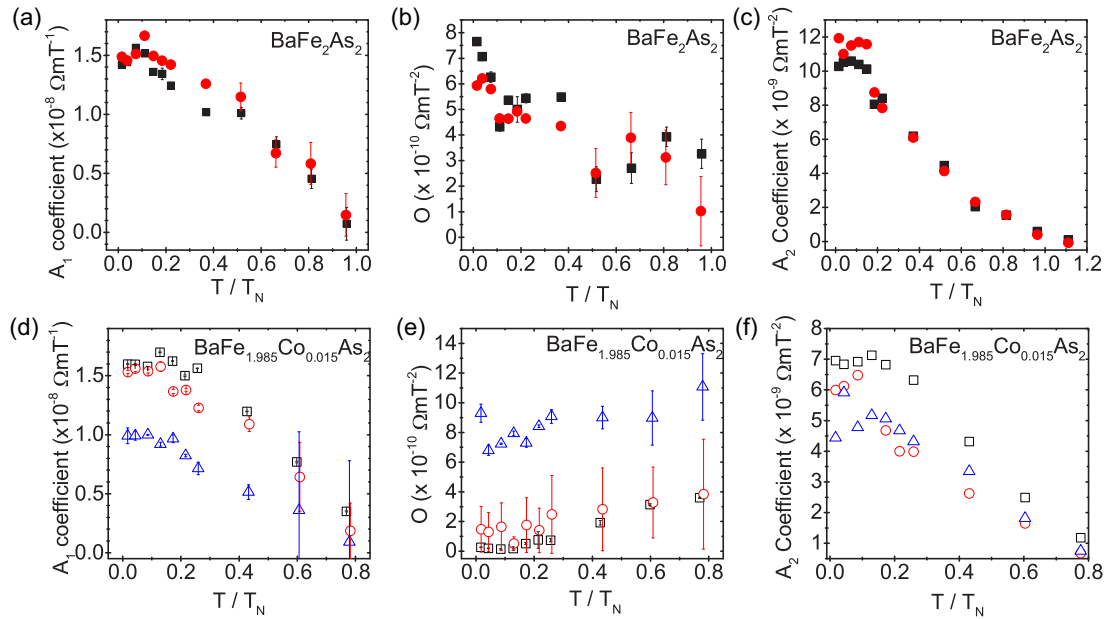 (a)
BaFe2As2
1.5
1.0
0.5
0.0
A1 coefficient (x10-8 ΩmT-1)
0.0 0.2 0.4 0.6 0.8 1.0
T / TN
(b)
BaFe2As2
8
7
6
5
4
3
2
1
0
O (x 10-10 ΩmT-2)
0.0 0.2 0.4 0.6 0.8 1.0
T / TN
(c)
BaFe2As2
12
10
8
6
4
2
0
A2 Coefficient (x 10-9 ΩmT-2)
0.0 0.2 0.4 0.6 0.8 1.0 1.2
T / TN
(d)
BaFe1.985Co0.015As2
1.5
1.0
0.5
0.0
A1 coefficient (x10-8 ΩmT-1)
0.0 0.2 0.4 0.6 0.8
T / TN
(e)
BaFe1.985Co0.015As2
14
12
10
8
6
4
2
0
O (x 10-10 ΩmT-2)
0.0 0.2 0.4 0.6 0.8
T / TN
(f)
BaFe1.985Co0.015As2
8
7
6
5
4
3
2
1
A2 Coefficient (x 10-9 ΩmT-2)
0.0 0.2 0.4 0.6 0.8
T / TN